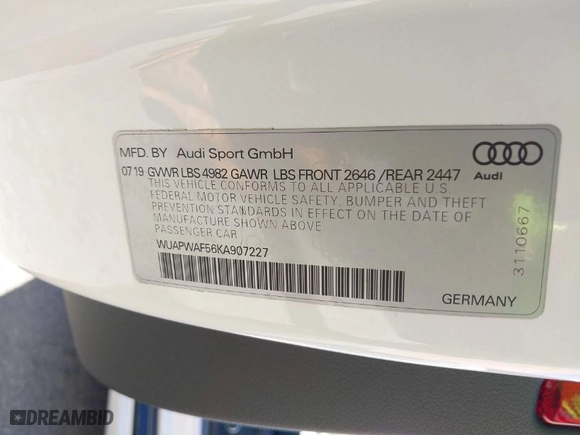 MFD. BY Audi Sport GmbH
07 19 GVWR LBS 4982 GAWR LBS FRONT 2646 /REAR 2447
THIS VEHICLE CONFORMS TO ALL APPLICABLE U.S.
FEDERAL MOTOR VEHICLE SAFETY, BUMPER AND THEFT
PREVENTION STANDARDS IN EFFECT ON THE DATE OF
MANUFACTURE SHOWN ABOVE
PASSENGER CAR
WUAPWAF56KA907227
Audi
3110667
GERMANY
DREAMBID